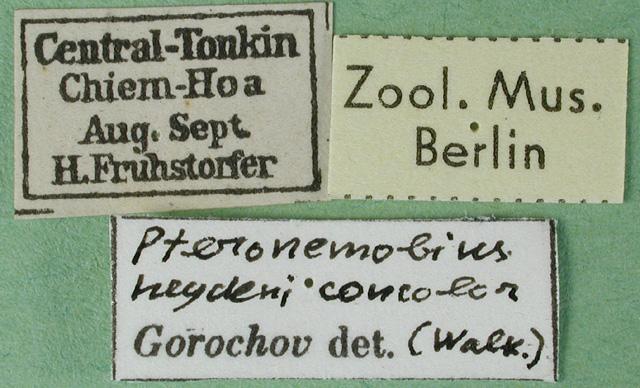 Central-Tonkin
Chiem-Hoa
Aug. Sept.
H. Fruhstorfer
Zool. Mus.
Berlin
Pteronemobius
heydeni concolor
Gorochov det. (Walk.)